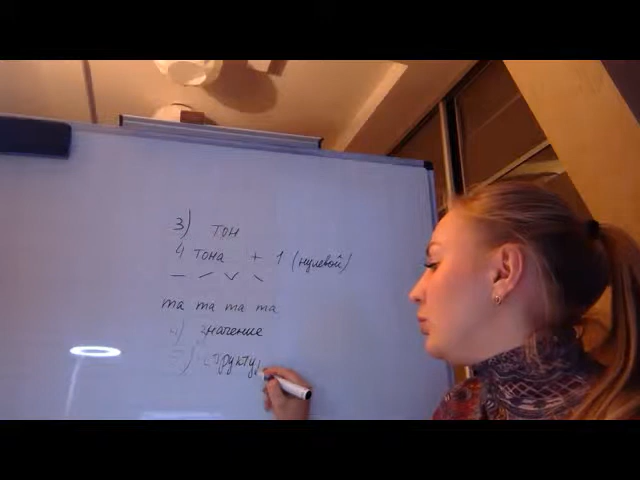 3) тон
4 тона + 1 (нулевой)
— ∕ ∨ ∖
ma ma ma ma
4) значение
5) структу